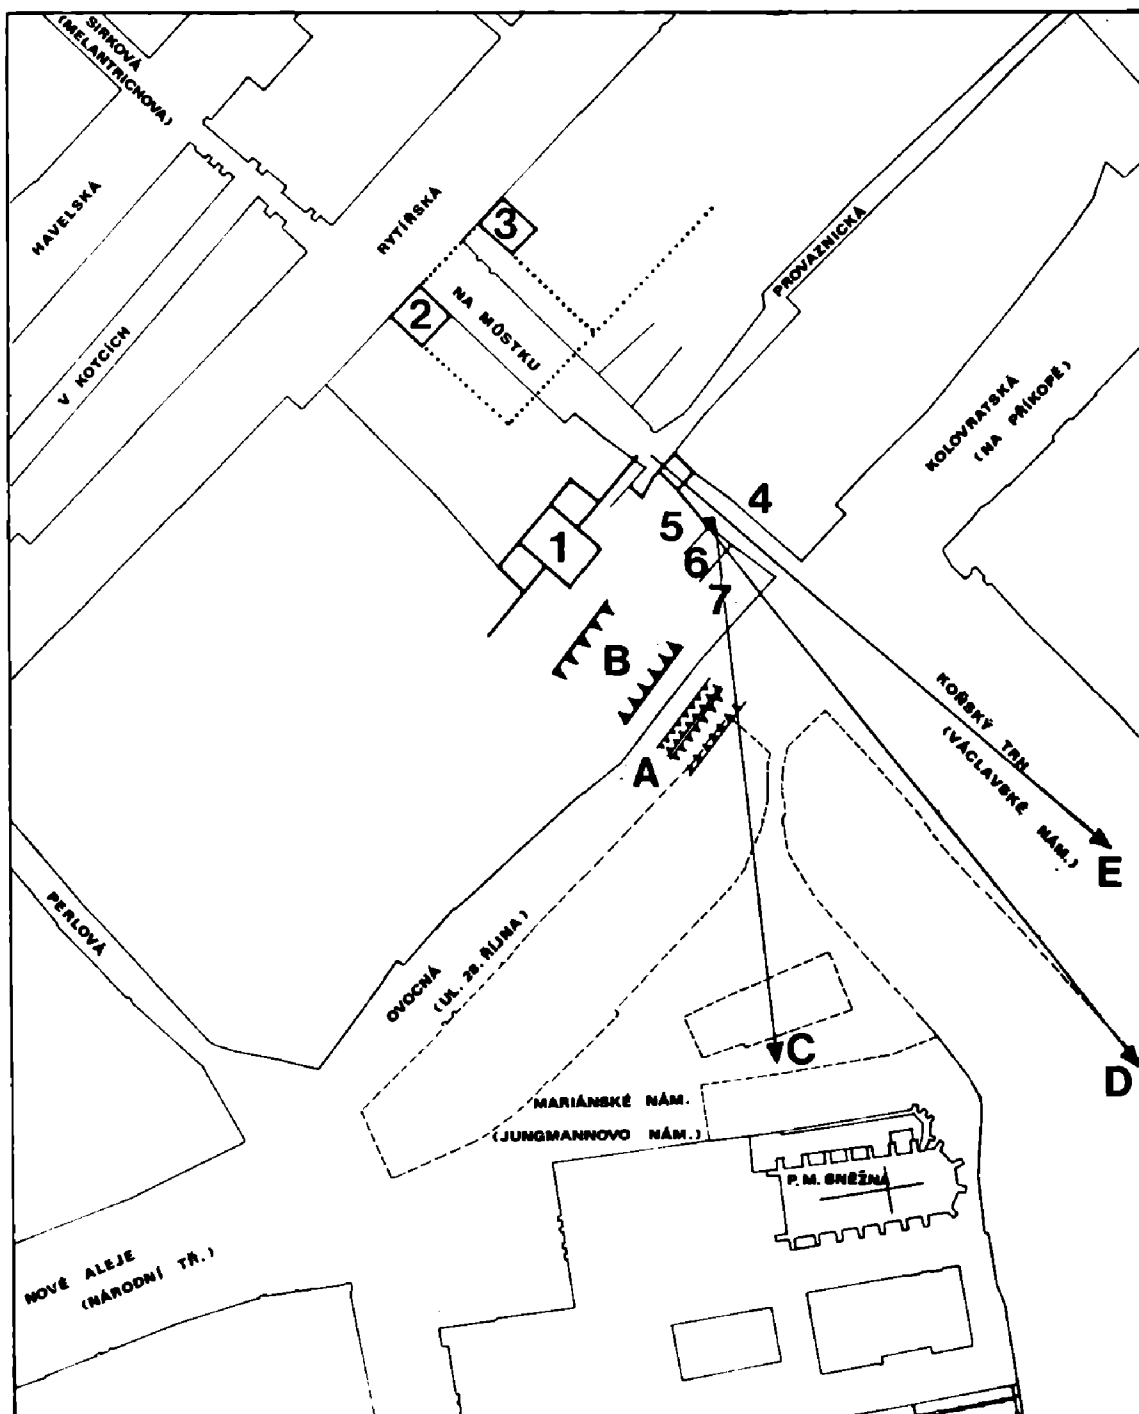 SIRKOVÁ
(MELANTRICHOVA)
HAVELSKÁ
RYTÍŘSKÁ
3
PROVAZNICKÁ
2
NA MŮSTKU
V KOTCÍCH
KOLOVRATSKÁ
(NA PŘÍKOPĚ)
4
5
1
6
7
B
A
KOŇSKÝ TRH
(VÁCLAVSKÉ NÁM.)
E
PERLOVÁ
OVOCNÁ
(UL. 28. ŘÍJNA)
C
D
MARIÁNSKÉ NÁM.
(JUNGMANNOVO NÁM.)
P. M. SNĚŽNÁ
NOVÉ ALEJE
(NÁRODNÍ TŘ.)